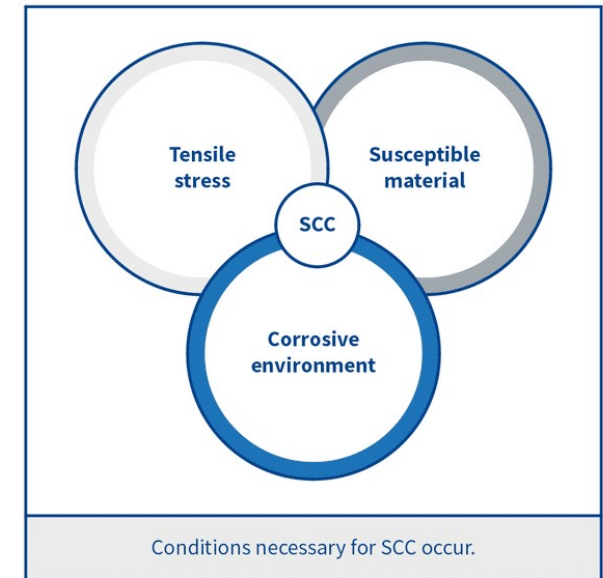 Tensile
stress
Susceptible
material
SCC
Corrosive
environment
Conditions necessary for SCC occur.